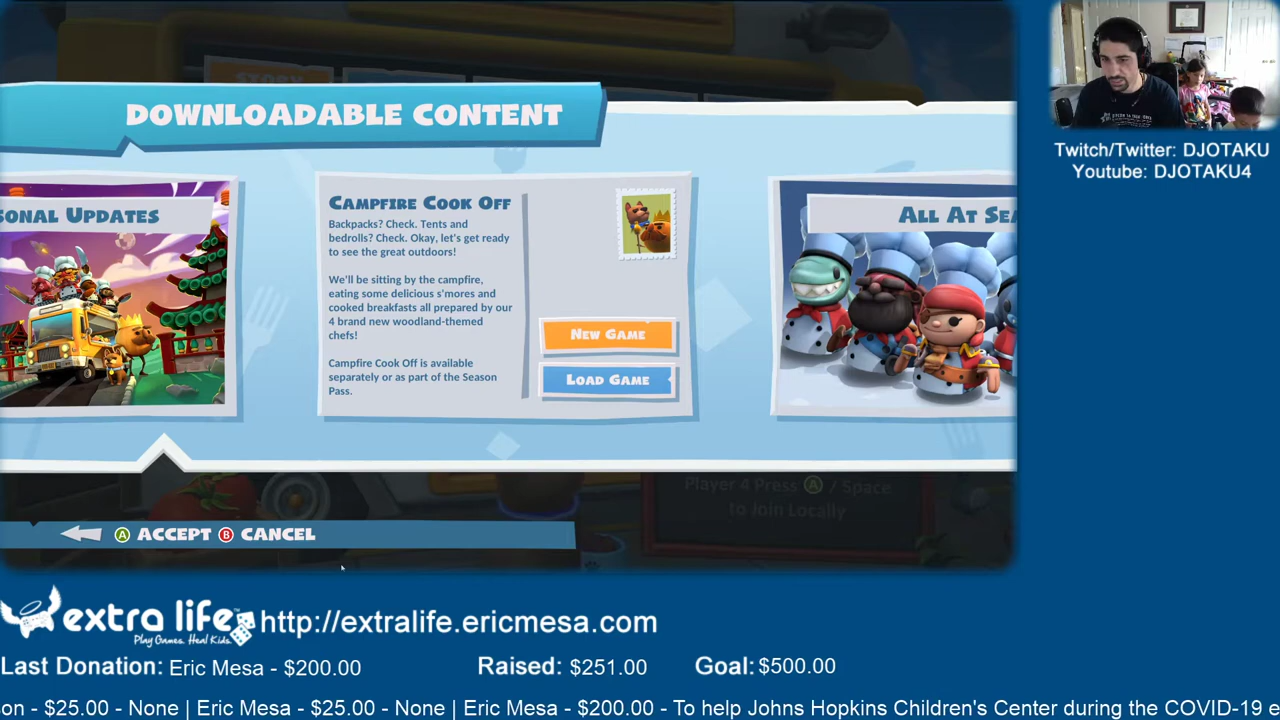 STORY
DOWNLOADABLE CONTENT
SONAL UPDATES
CAMPFIRE COOK OFF
Backpacks? Check. Tents and
bedrolls? Check. Okay, let's get ready
to see the great outdoors!
We'll be sitting by the campfire,
eating some delicious s'mores and
cooked breakfasts all prepared by our
4 brand new woodland-themed
chefs!
Campfire Cook Off is available
separately or as part of the Season
Pass.
NEW GAME
LOAD GAME
ALL AT SEA
Player 4 Press A / Space
to Join Locally
A ACCEPT B CANCEL
Twitch/Twitter: DJOTAKU
Youtube: DJOTAKU4
extra life
Play Games. Heal Kids.
http://extralife.ericmesa.com
Last Donation: Eric Mesa - $200.00
Raised: $251.00
Goal: $500.00
on - $25.00 - None | Eric Mesa - $25.00 - None | Eric Mesa - $200.00 - To help Johns Hopkins Children's Center during the COVID-19 e